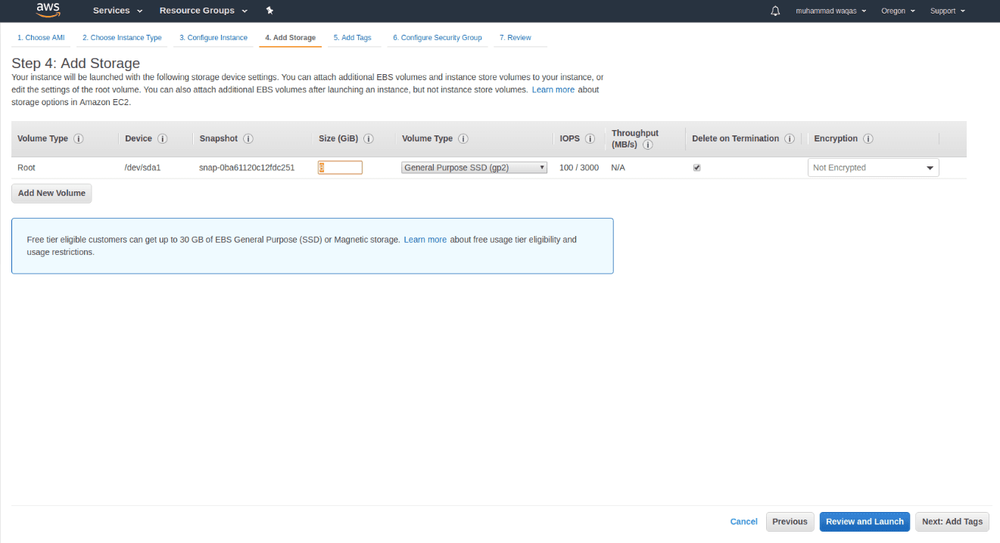 aws Services Resource Groups muhammad waqas Oregon Support
1. Choose AMI 2. Choose Instance Type 3. Configure Instance 4. Add Storage 5. Add Tags 6. Configure Security Group 7. Review
Step 4: Add Storage
Your instance will be launched with the following storage device settings. You can attach additional EBS volumes and instance store volumes to your instance, or
edit the settings of the root volume. You can also attach additional EBS volumes after launching an instance, but not instance store volumes. Learn more about
storage options in Amazon EC2.
Volume Type i Device i Snapshot i Size (GiB) i Volume Type i IOPS i Throughput
(MB/s) i Delete on Termination i Encryption i
Root /dev/sda1 snap-0ba61120c12fdc251 General Purpose SSD (gp2) 100 / 3000 N/A Not Encrypted
Add New Volume
Free tier eligible customers can get up to 30 GB of EBS General Purpose (SSD) or Magnetic storage. Learn more about free usage tier eligibility and
usage restrictions.
Cancel Previous Review and Launch Next: Add Tags